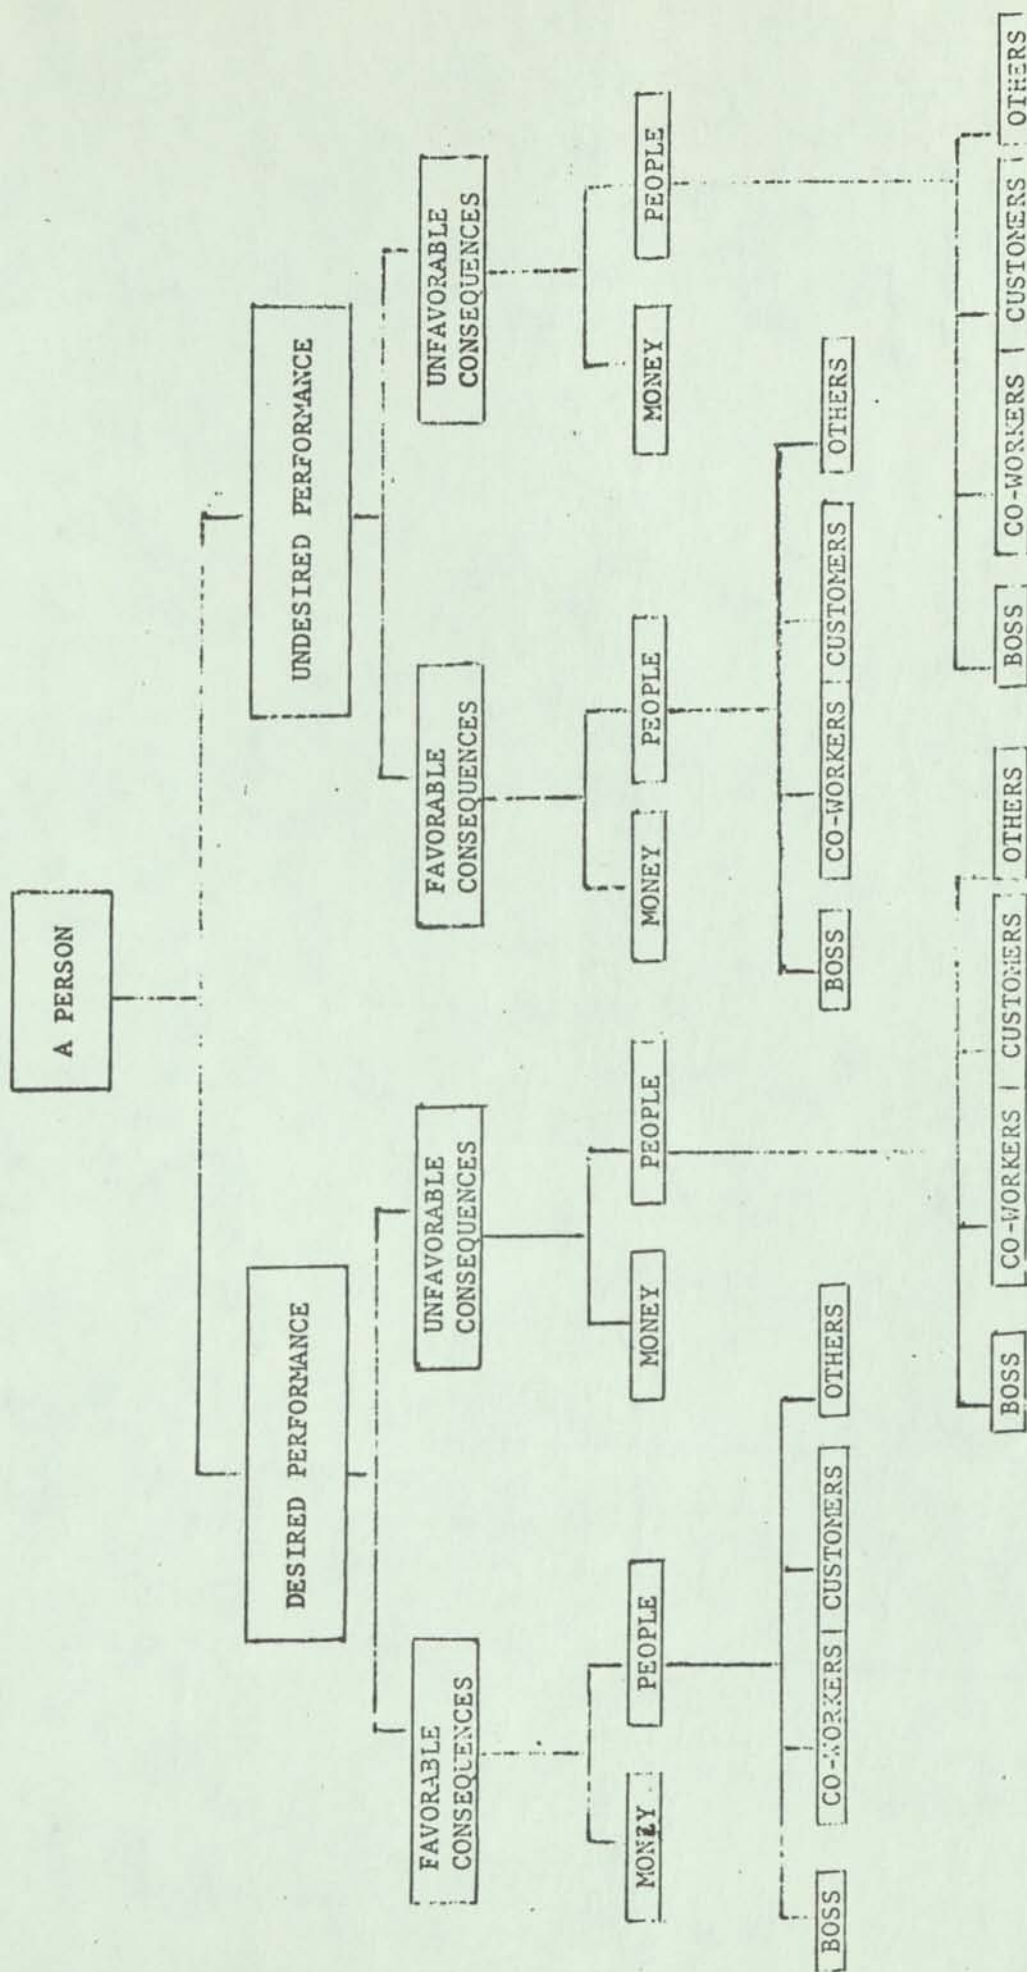 A PERSON
DESIRED PERFORMANCE
UNDESIRED PERFORMANCE
FAVORABLE
CONSEQUENCES
UNFAVORABLE
CONSEQUENCES
FAVORABLE
CONSEQUENCES
UNFAVORABLE
CONSEQUENCES
MONEY
PEOPLE
MONEY
PEOPLE
MONEY
PEOPLE
MONEY
PEOPLE
BOSS
CO-WORKERS
CUSTOMERS
OTHERS
BOSS
CO-WORKERS
CUSTOMERS
OTHERS
BOSS
CO-WORKERS
CUSTOMERS
OTHERS
BOSS
CO-WORKERS
CUSTOMERS
OTHERS